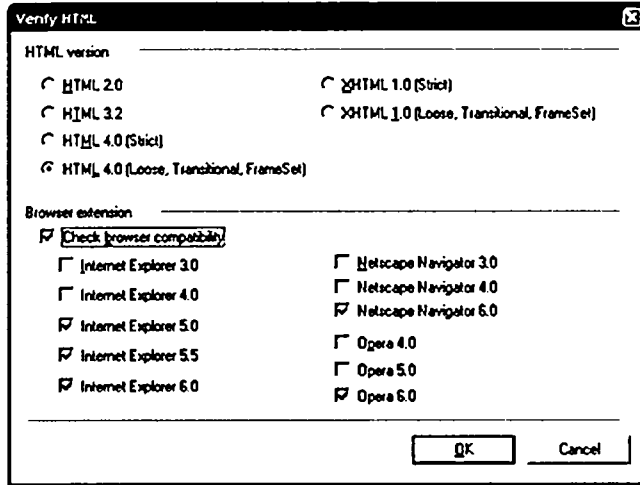 Verify HTML
HTML version
HTML 2.0
HTML 3.2
HTML 4.0 (Strict)
HTML 4.0 (Loose, Transitional, FrameSet)
XHTML 1.0 (Strict)
XHTML 1.0 (Loose, Transitional, FrameSet)
Browser extension
Check browser compatibility
Internet Explorer 3.0
Internet Explorer 4.0
Internet Explorer 5.0
Internet Explorer 5.5
Internet Explorer 6.0
Netscape Navigator 3.0
Netscape Navigator 4.0
Netscape Navigator 6.0
Opera 4.0
Opera 5.0
Opera 6.0
OK
Cancel